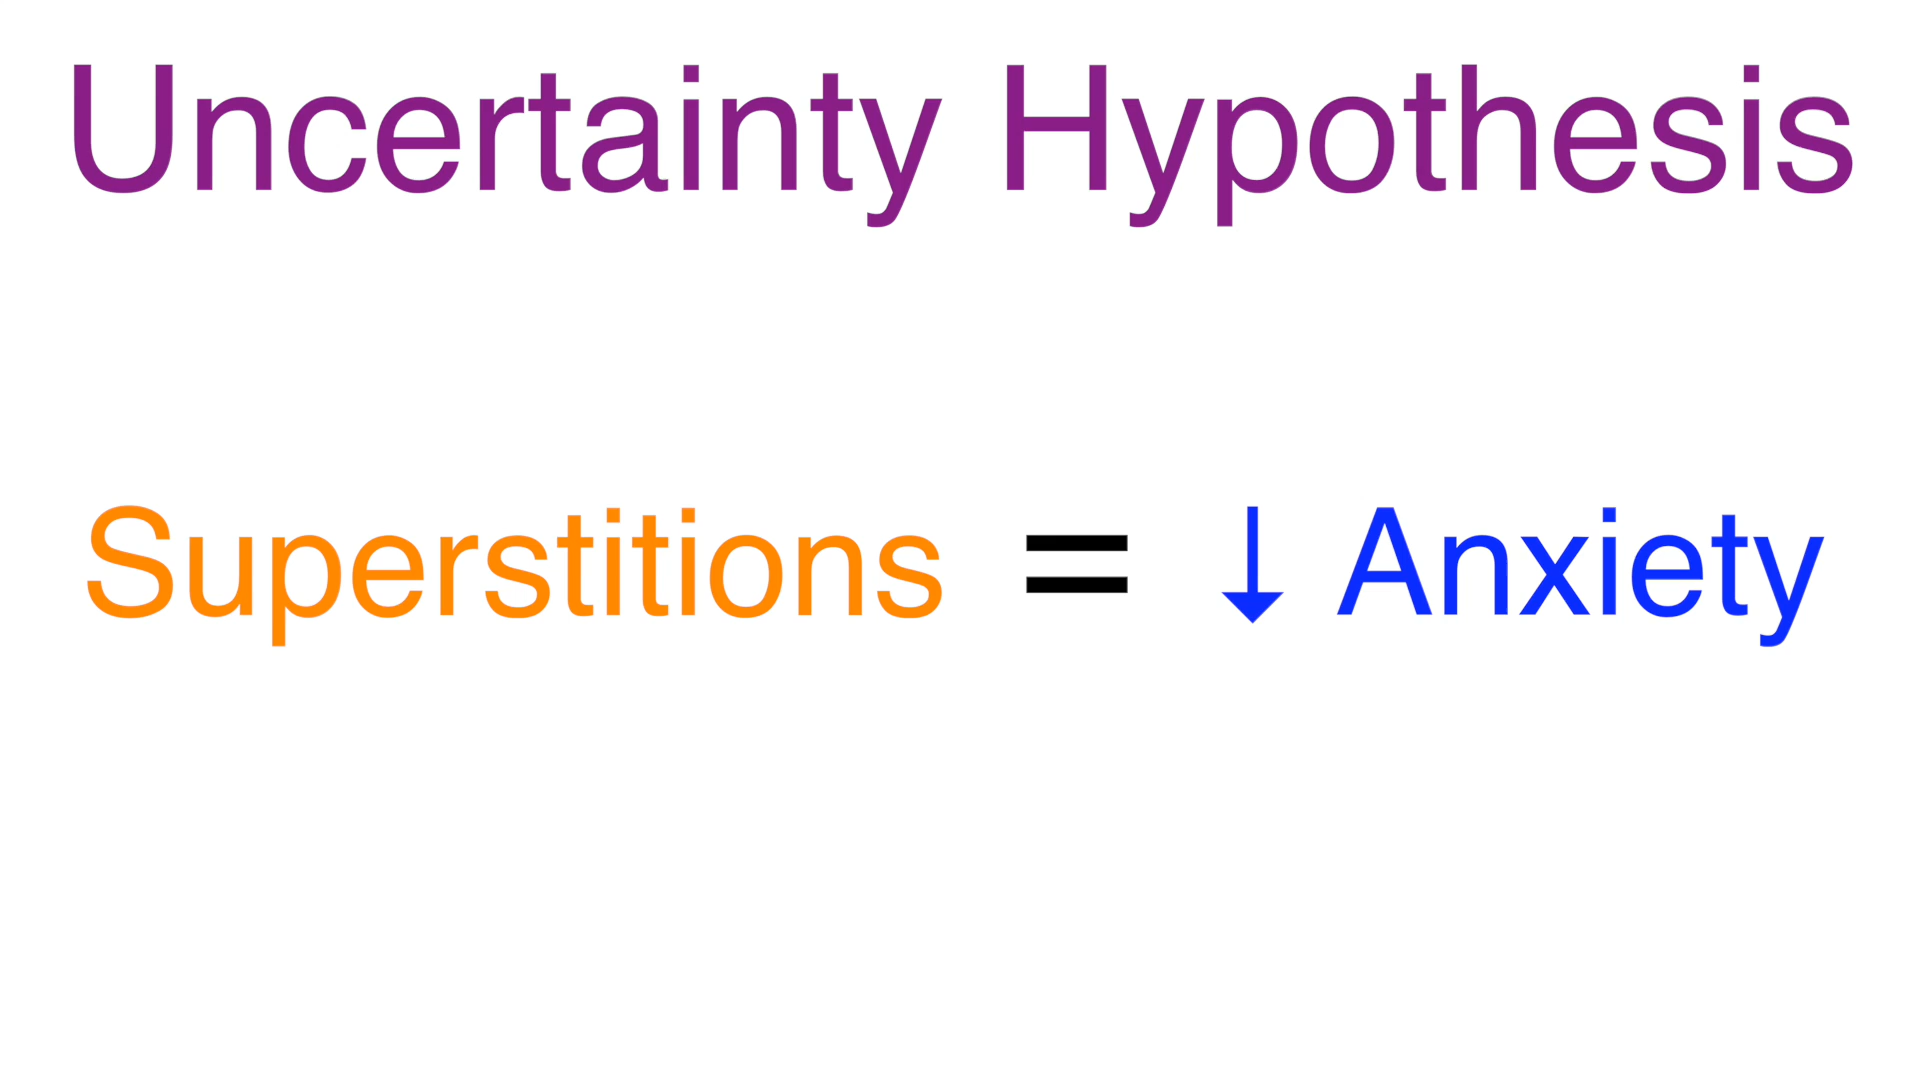 Uncertainty Hypothesis
Superstitions = ↓ Anxiety